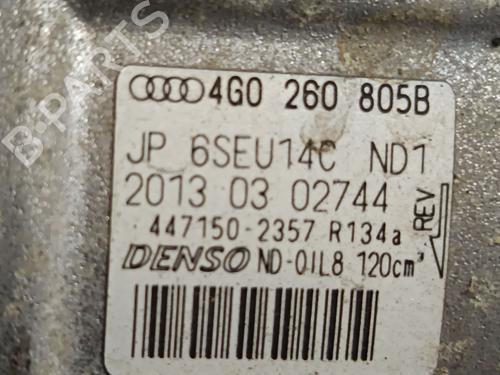 4G0 260 805B
JP 6SEU14C ND1
2013 03 02744
447150-2357 R134a
REV
DENSO ND-OIL8 120cm³
B-PARTS